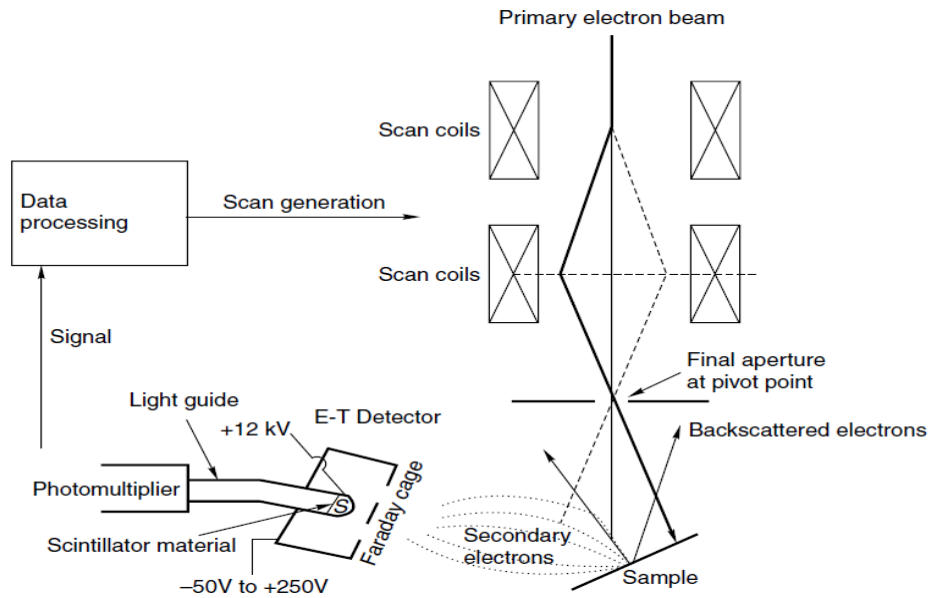 Primary electron beam
Scan coils
Data
processing
Scan generation
Scan coils
Signal
Final aperture
at pivot point
Light guide
E-T Detector
+12 kV
Backscattered electrons
Photomultiplier
S
Faraday cage
Scintillator material
Secondary
electrons
–50V to +250V
Sample